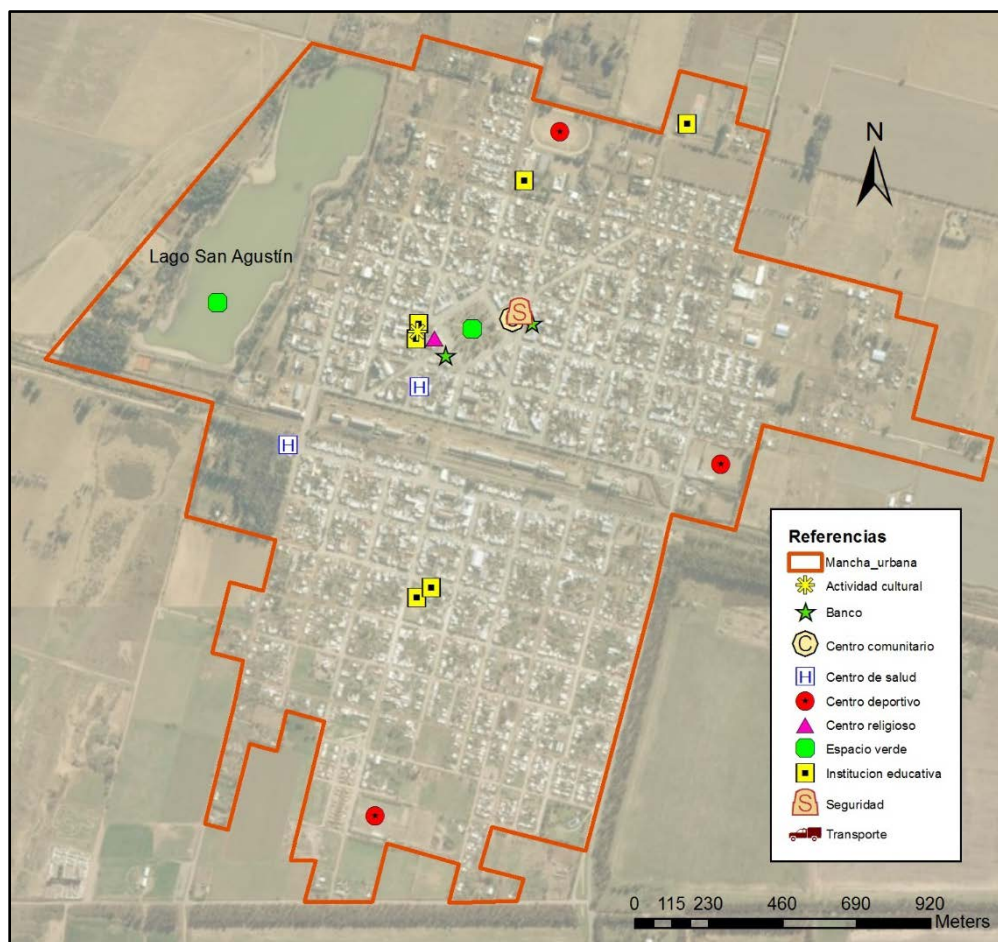 N
Lago San Agustín
C S
H
H
Referencias
Mancha_urbana
Actividad cultural
Banco
C Centro comunitario
H Centro de salud
Centro deportivo
Centro religioso
Espacio verde
Institucion educativa
S Seguridad
Transporte
0 115 230 460 690 920
Meters